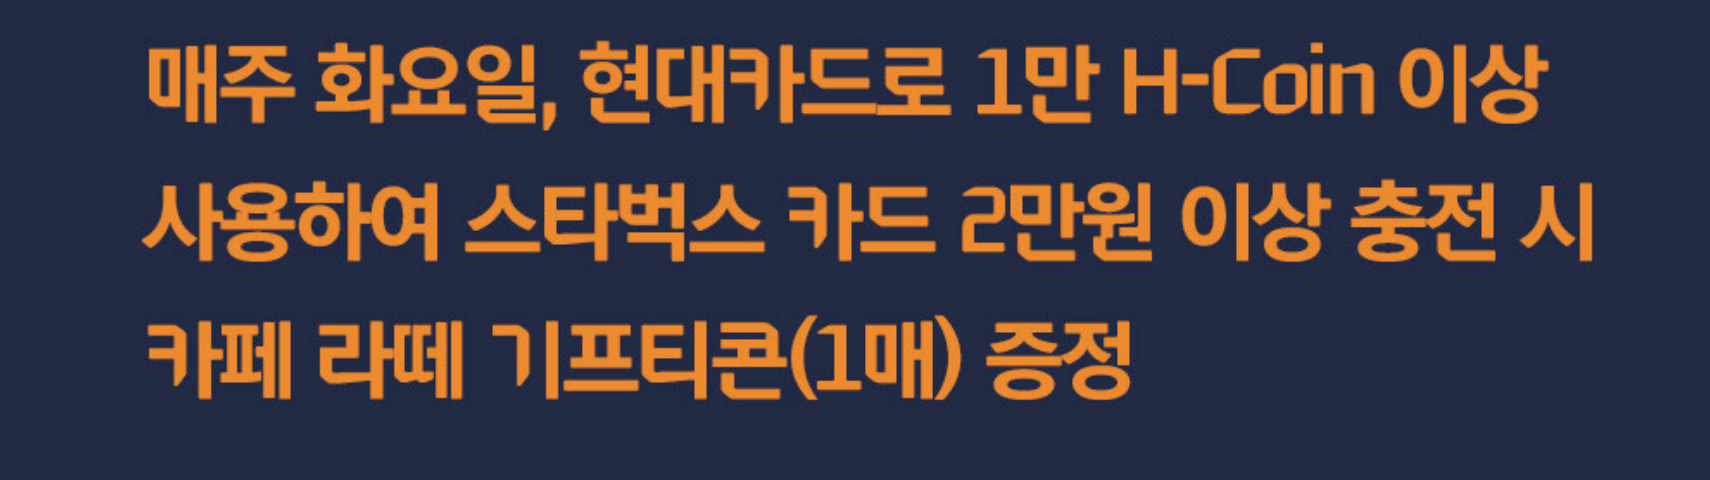 매주 화요일, 현대카드로 1만 H-Coin 이상
사용하여 스타벅스 카드 2만원 이상 충전 시
카페 라떼 기프티콘(1매) 증정